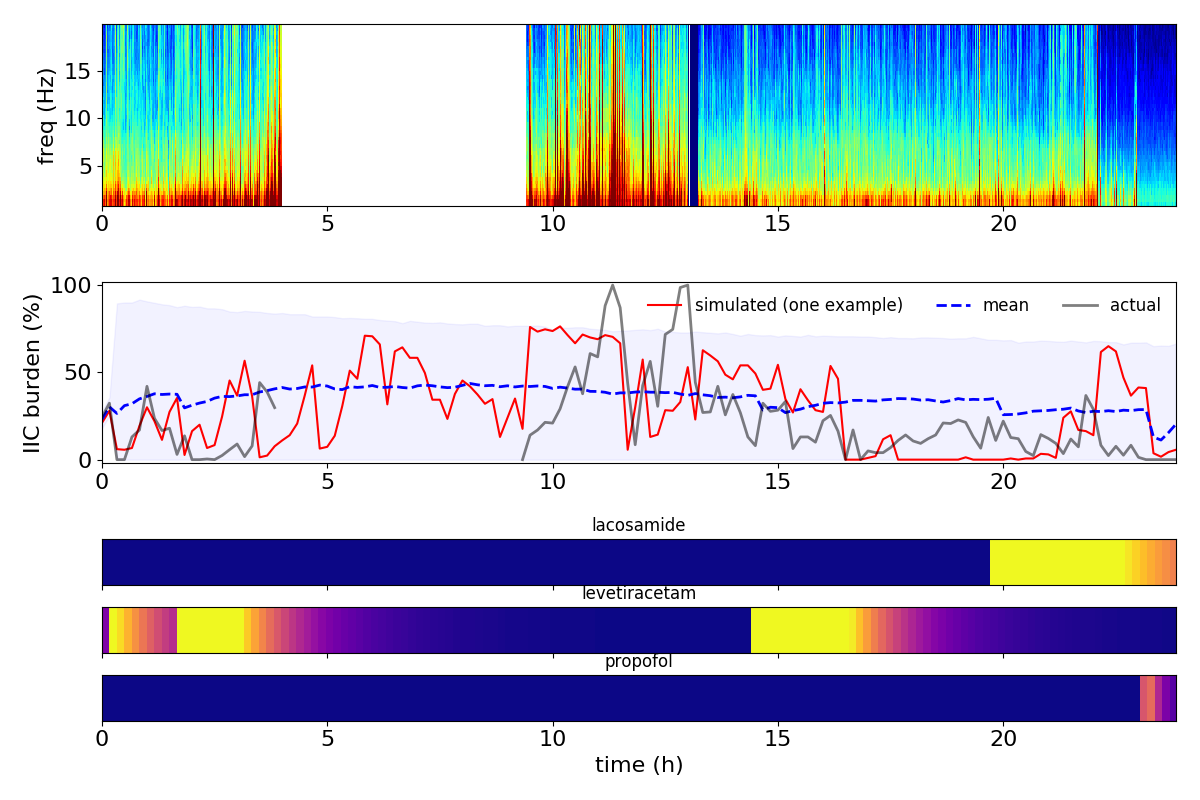 freq (Hz)
15
10
5
0 5 10 15 20
IIC burden (%)
100
50
0
simulated (one example) mean actual
0 5 10 15 20
lacosamide
levetiracetam
propofol
0 5 10 15 20
time (h)